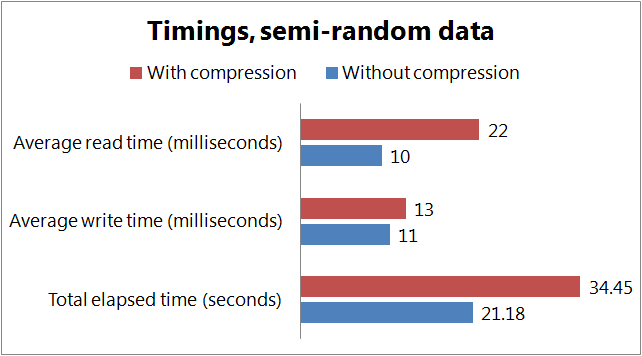 Timings, semi-random data
With compression Without compression
Average read time (milliseconds)
22
10
Average write time (milliseconds)
13
11
Total elapsed time (seconds)
34.45
21.18